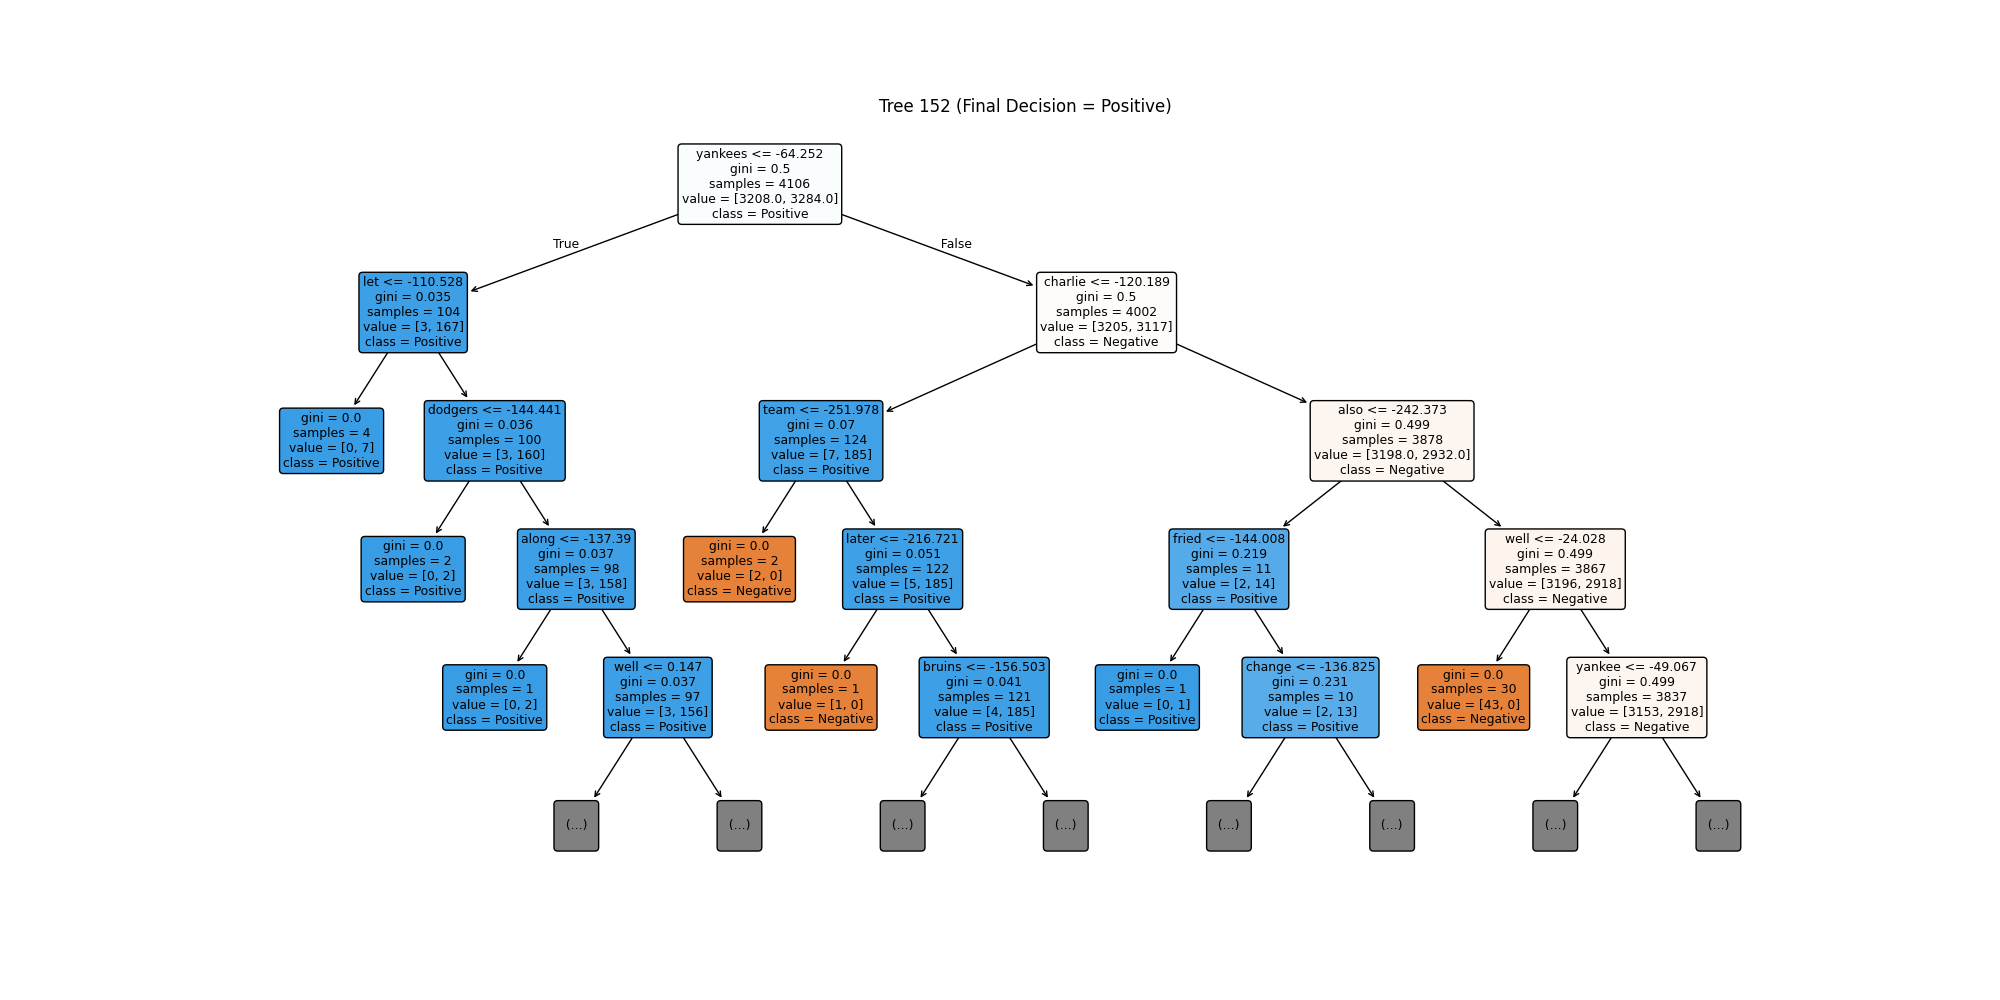 Tree 152 (Final Decision = Positive)
yankees <= -64.252
gini = 0.5
samples = 4106
value = [3208.0, 3284.0]
class = Positive
True
False
let <= -110.528
gini = 0.035
samples = 104
value = [3, 167]
class = Positive
charlie <= -120.189
gini = 0.5
samples = 4002
value = [3205, 3117]
class = Negative
gini = 0.0
samples = 4
value = [0, 7]
class = Positive
dodgers <= -144.441
gini = 0.036
samples = 100
value = [3, 160]
class = Positive
team <= -251.978
gini = 0.07
samples = 124
value = [7, 185]
class = Positive
also <= -242.373
gini = 0.499
samples = 3878
value = [3198.0, 2932.0]
class = Negative
gini = 0.0
samples = 2
value = [0, 2]
class = Positive
along <= -137.39
gini = 0.037
samples = 98
value = [3, 158]
class = Positive
gini = 0.0
samples = 2
value = [2, 0]
class = Negative
later <= -216.721
gini = 0.051
samples = 122
value = [5, 185]
class = Positive
fried <= -144.008
gini = 0.219
samples = 11
value = [2, 14]
class = Positive
well <= -24.028
gini = 0.499
samples = 3867
value = [3196, 2918]
class = Negative
gini = 0.0
samples = 1
value = [0, 2]
class = Positive
well <= 0.147
gini = 0.037
samples = 97
value = [3, 156]
class = Positive
gini = 0.0
samples = 1
value = [1, 0]
class = Negative
bruins <= -156.503
gini = 0.041
samples = 121
value = [4, 185]
class = Positive
gini = 0.0
samples = 1
value = [0, 1]
class = Positive
change <= -136.825
gini = 0.231
samples = 10
value = [2, 13]
class = Positive
gini = 0.0
samples = 30
value = [43, 0]
class = Negative
yankee <= -49.067
gini = 0.499
samples = 3837
value = [3153, 2918]
class = Negative
(...)
(...)
(...)
(...)
(...)
(...)
(...)
(...)